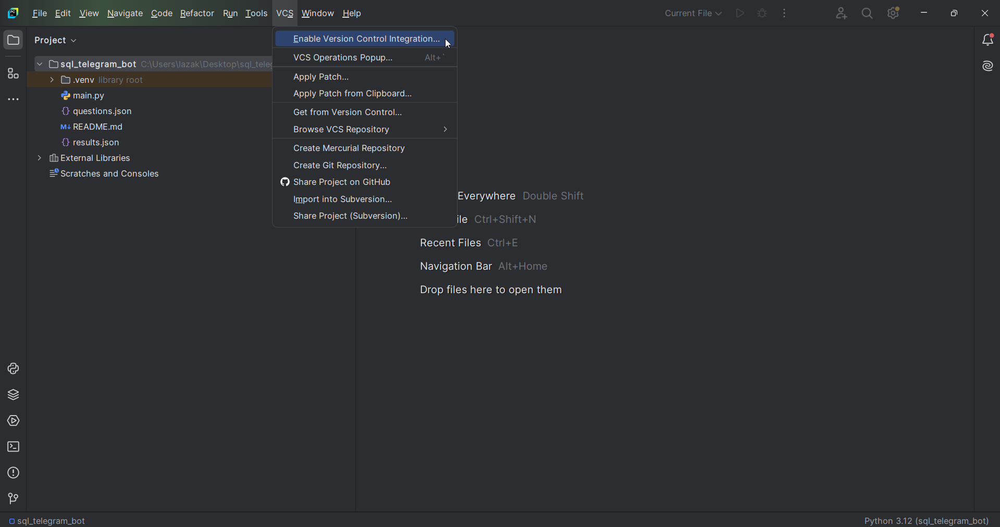 File Edit View Navigate Code Refactor Run Tools VCS Window Help Current File
Project
sql_telegram_bot C:\Users\lazak\Desktop\sql_tele
.venv library root
main.py
questions.json
README.md
results.json
External Libraries
Scratches and Consoles
Enable Version Control Integration...
VCS Operations Popup... Alt+`
Apply Patch...
Apply Patch from Clipboard...
Get from Version Control...
Browse VCS Repository
Create Mercurial Repository
Create Git Repository...
Share Project on GitHub
Import into Subversion...
Share Project (Subversion)...
Everywhere Double Shift
ile Ctrl+Shift+N
Recent Files Ctrl+E
Navigation Bar Alt+Home
Drop files here to open them
sql_telegram_bot
Python 3.12 (sql_telegram_bot)